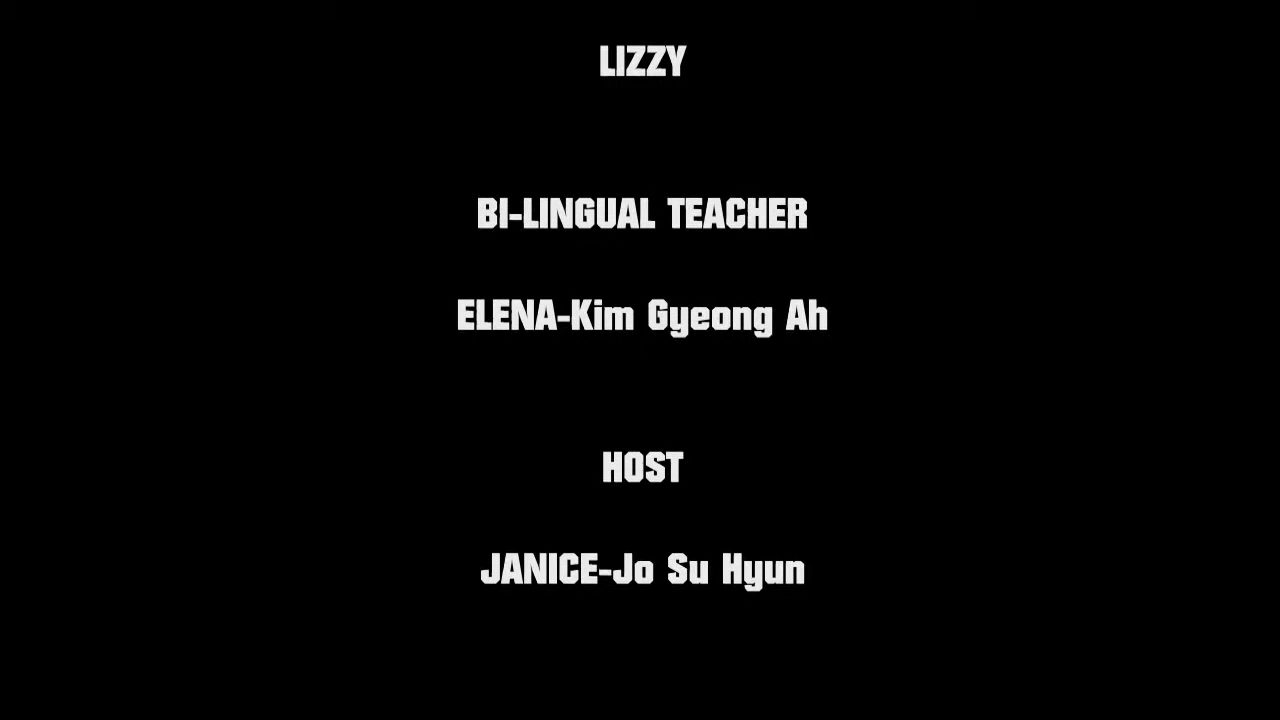 LIZZY
BI-LINGUAL TEACHER
ELENA-Kim Gyeong Ah
HOST
JANICE-Jo Su Hyun